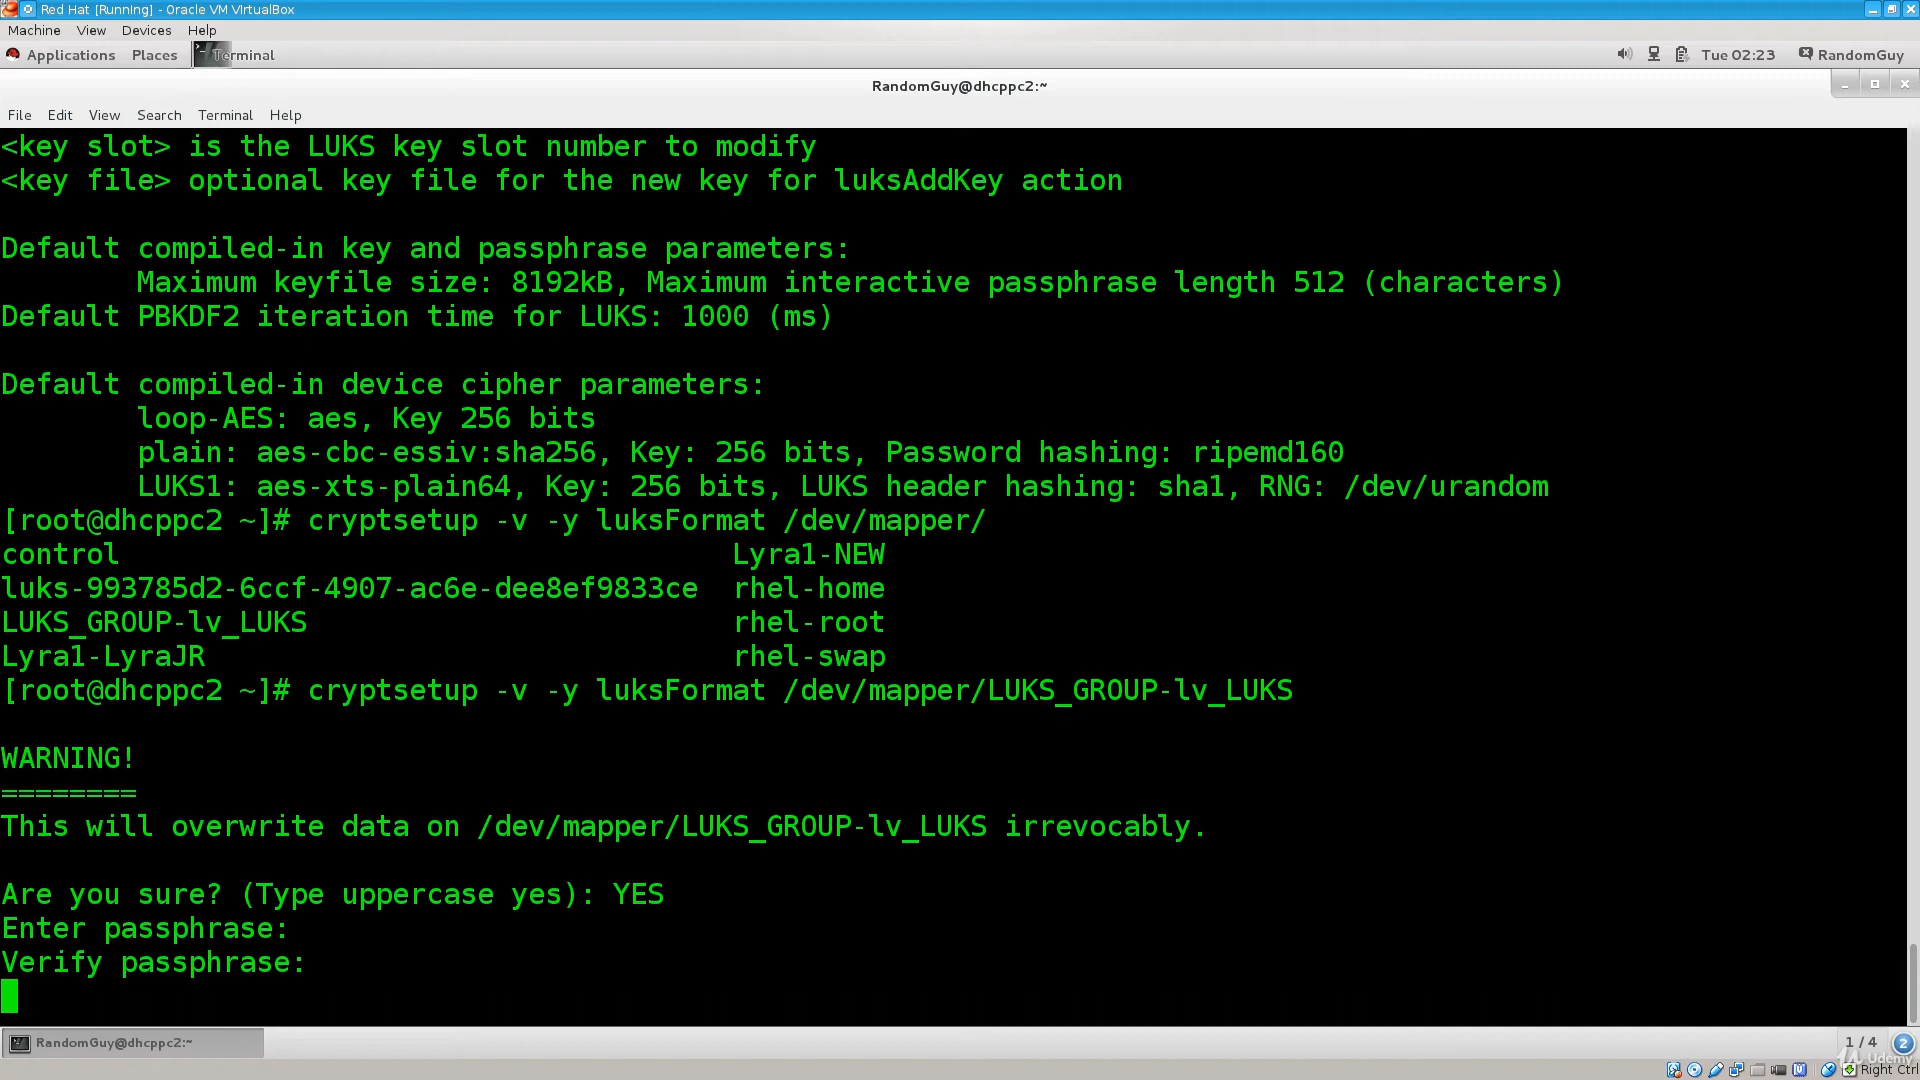 Red Hat [Running] - Oracle VM VirtualBox
Machine View Devices Help
Applications Places Terminal Tue 02:23 RandomGuy
RandomGuy@dhcppc2:~
File Edit View Search Terminal Help
<key slot> is the LUKS key slot number to modify
<key file> optional key file for the new key for luksAddKey action
Default compiled-in key and passphrase parameters:
Maximum keyfile size: 8192kB, Maximum interactive passphrase length 512 (characters)
Default PBKDF2 iteration time for LUKS: 1000 (ms)
Default compiled-in device cipher parameters:
loop-AES: aes, Key 256 bits
plain: aes-cbc-essiv:sha256, Key: 256 bits, Password hashing: ripemd160
LUKS1: aes-xts-plain64, Key: 256 bits, LUKS header hashing: sha1, RNG: /dev/urandom
[root@dhcppc2 ~]# cryptsetup -v -y luksFormat /dev/mapper/
control Lyra1-NEW
luks-993785d2-6ccf-4907-ac6e-dee8ef9833ce rhel-home
LUKS_GROUP-lv_LUKS rhel-root
Lyra1-LyraJR rhel-swap
[root@dhcppc2 ~]# cryptsetup -v -y luksFormat /dev/mapper/LUKS_GROUP-lv_LUKS
WARNING!
========
This will overwrite data on /dev/mapper/LUKS_GROUP-lv_LUKS irrevocably.
Are you sure? (Type uppercase yes): YES
Enter passphrase:
Verify passphrase:
RandomGuy@dhcppc2:~ 1 / 4 2
Udemy
Right Ctrl